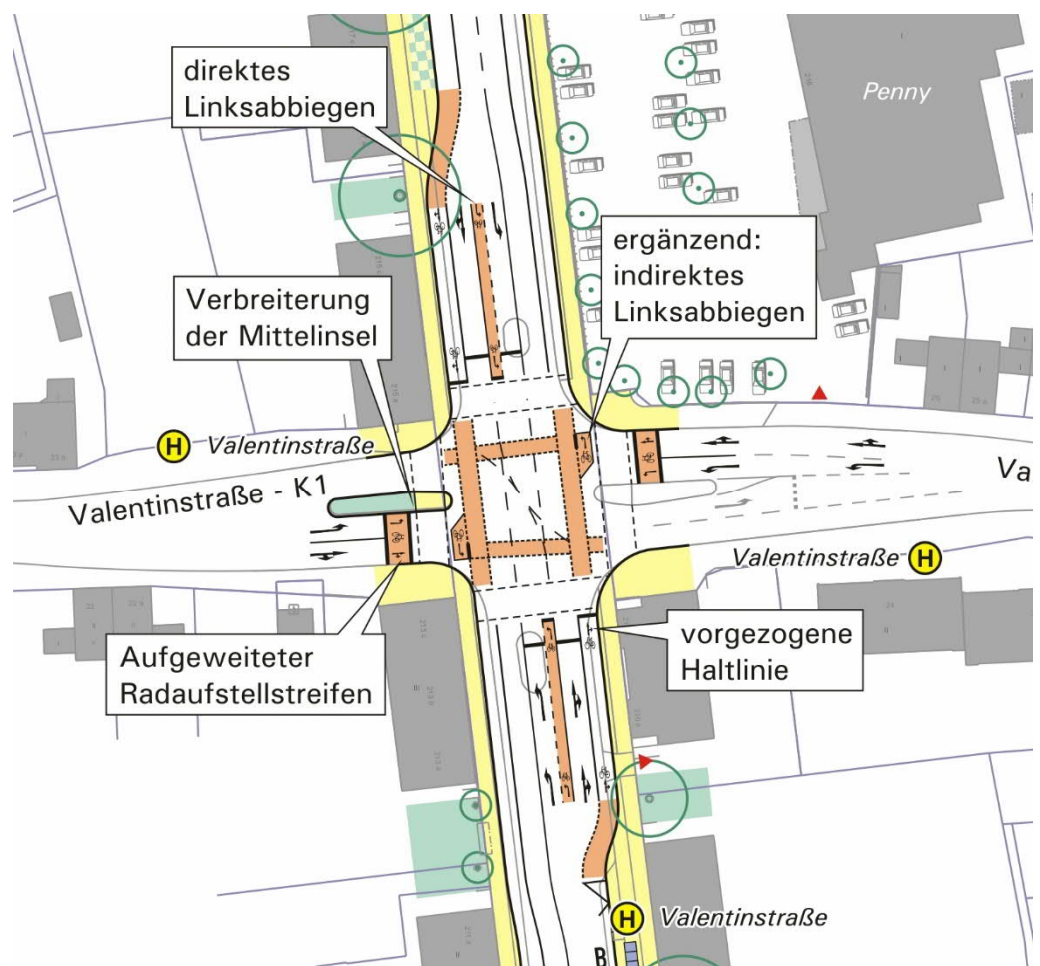 direktes
Linksabbiegen
Penny
ergänzend:
indirektes
Linksabbiegen
Verbreiterung
der Mittelinsel
H Valentinstraße
Valentinstraße - K1
Va
Valentinstraße H
Aufgeweiteter
Radaufstellstreifen
vorgezogene
Haltlinie
H Valentinstraße
B